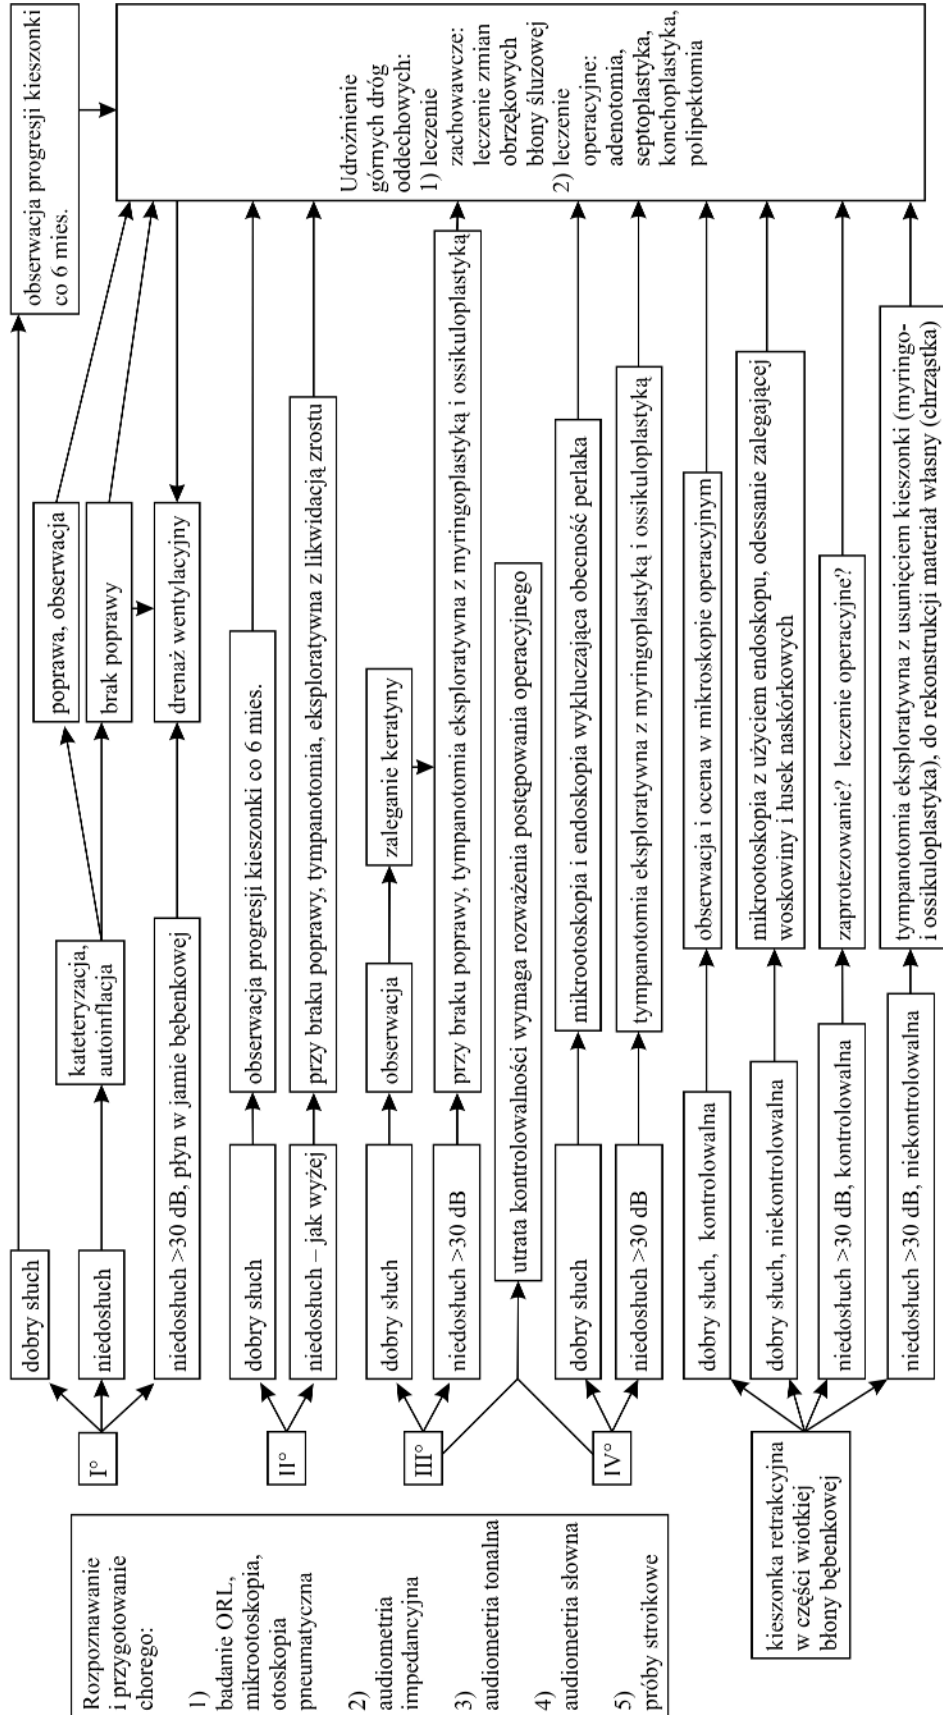 Rozpoznawanie
i przygotowanie
chorego:
1)
badanie ORL,
mikrootoskopia,
otoskopia
pneumatyczna
2)
audiometria
impedancyjna
3)
audiometria tonalna
4)
audiometria słowna
5)
próby stroikowe
I°
dobry słuch
obserwacja progresji kieszonki
co 6 mies.
niedosłuch
kateteryzacja,
autoinflacja
poprawa, obserwacja
brak poprawy
niedosłuch >30 dB, płyn w jamie bębenkowej
drenaż wentylacyjny
II°
dobry słuch
obserwacja progresji kieszonki co 6 mies.
niedosłuch – jak wyżej
przy braku poprawy, tympanotomia, eksploratywna z likwidacją zrostu
III°
dobry słuch
obserwacja
zaleganie keratyny
niedosłuch >30 dB
przy braku poprawy, tympanotomia eksploratywna z myringoplastyką i ossikuloplastyką
utrata kontrolowalności wymaga rozważenia postępowania operacyjnego
IV°
dobry słuch
mikrootoskopia i endoskopia wykluczająca obecność perlaka
niedosłuch >30 dB
tympanotomia eksploratywna z myringoplastyką i ossikuloplastyką
kieszonka retrakcyjna
w części wiotkiej
błony bębenkowej
dobry słuch, kontrolowalna
obserwacja i ocena w mikroskopie operacyjnym
dobry słuch, niekontrolowalna
mikrootoskopia z użyciem endoskopu, odessanie zalegającej
woskowiny i łusek naskórkowych
niedosłuch >30 dB, kontrolowalna
zaprotezowanie? leczenie operacyjne?
niedosłuch >30 dB, niekontrolowalna
tympanotomia eksploratywna z usunięciem kieszonki (myringo-
i ossikuloplastyka), do rekonstrukcji materiał własny (chrząstka)
Udrożnienie
górnych dróg
oddechowych:
1) leczenie
zachowawcze:
leczenie zmian
obrzękowych
błony śluzowej
2) leczenie
operacyjne:
adenotomia,
septoplastyka,
konchoplastyka,
polipektomia